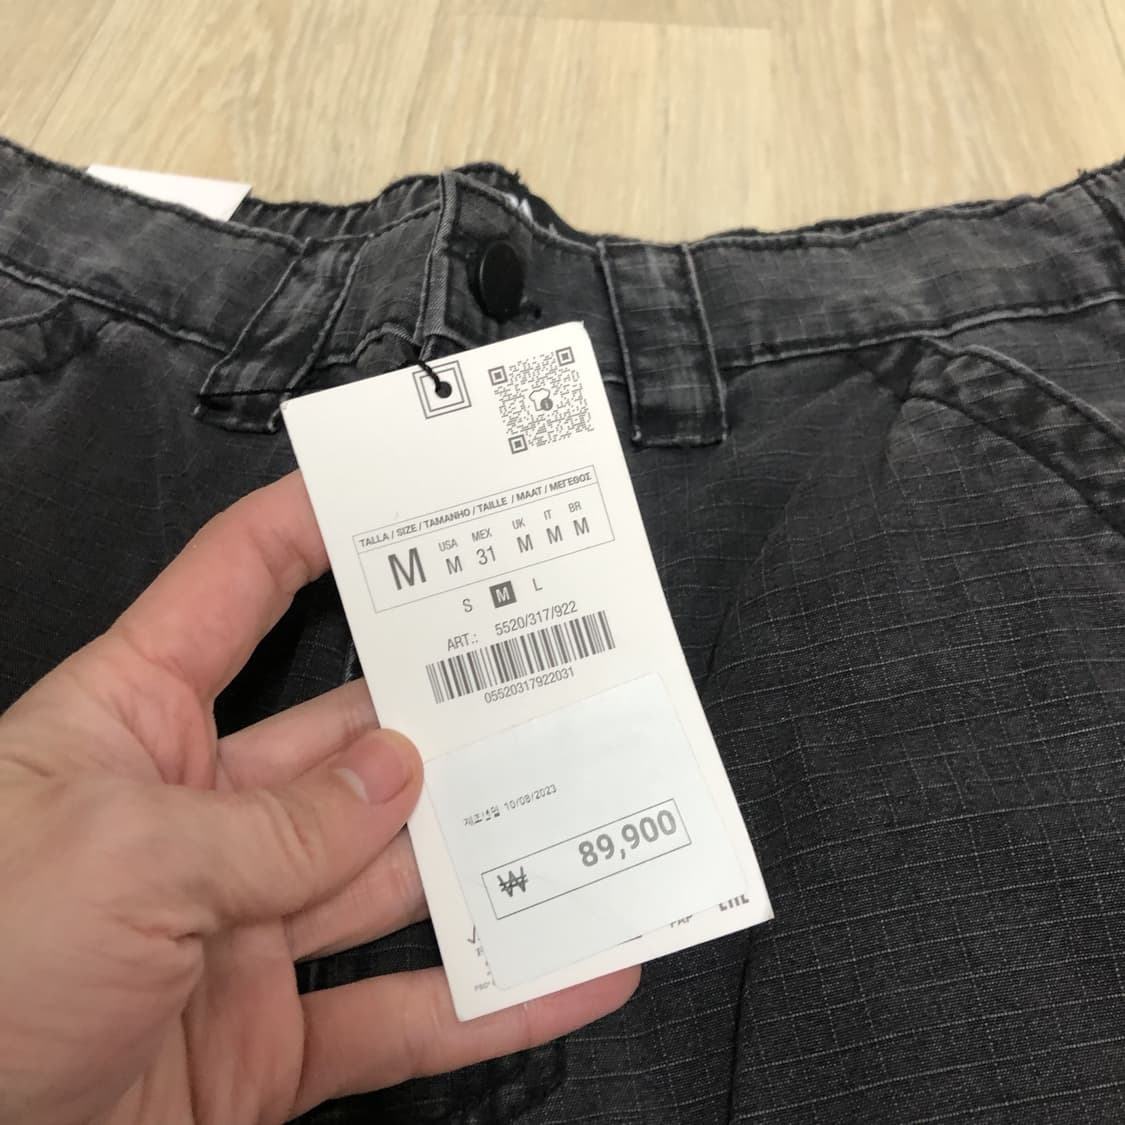 TALLA / SIZE / TAMANHO / TAILLE / MAAT / ΜΕΓΕΘΟΣ
M USA MEX UK IT BR
M 31 M M M
S M L
ART.: 5520/317/922
05520317922031
제조년월 10/08/2023
₩ 89,900
PAP